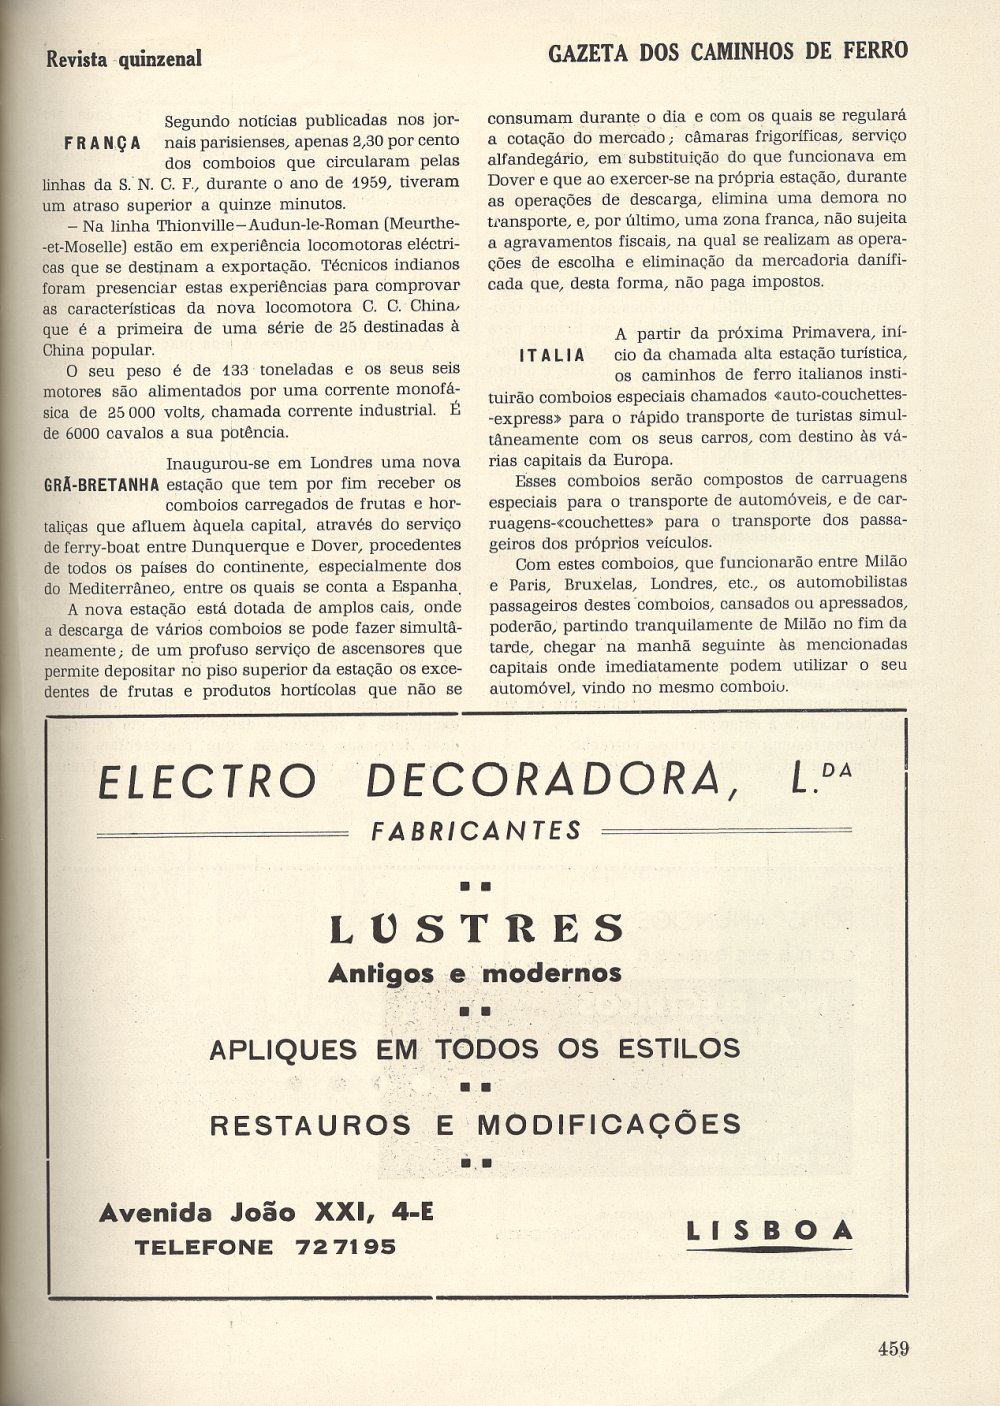 Revista quinzenal
GAZETA DOS CAMINHOS DE FERRO
FRANÇA
Segundo notícias publicadas nos jor-
nais parisienses, apenas 2,30 por cento
dos comboios que circularam pelas
linhas da S. N. C. F., durante o ano de 1959, tiveram
um atraso superior a quinze minutos.
— Na linha Thionville—Audun-le-Roman (Meurthe-
-et-Moselle) estão em experiência locomotoras eléctri-
cas que se destinam a exportação. Técnicos indianos
foram presenciar estas experiências para comprovar
as características da nova locomotora C. C. China,
que é a primeira de uma série de 25 destinadas à
China popular.
O seu peso é de 133 toneladas e os seus seis
motores são alimentados por uma corrente monofá-
sica de 25 000 volts, chamada corrente industrial. É
de 6000 cavalos a sua potência.
GRÃ-BRETANHA
Inaugurou-se em Londres uma nova
estação que tem por fim receber os
comboios carregados de frutas e hor-
taliças que afluem àquela capital, através do serviço
de ferry-boat entre Dunquerque e Dover, procedentes
de todos os países do continente, especialmente dos
do Mediterrâneo, entre os quais se conta a Espanha.
A nova estação está dotada de amplos cais, onde
a descarga de vários comboios se pode fazer simultâ-
neamente; de um profuso serviço de ascensores que
permite depositar no piso superior da estação os exce-
dentes de frutas e produtos hortícolas que não se
consumam durante o dia e com os quais se regulará
a cotação do mercado; câmaras frigoríficas, serviço
alfandegário, em substituição do que funcionava em
Dover e que ao exercer-se na própria estação, durante
as operações de descarga, elimina uma demora no
transporte, e, por último, uma zona franca, não sujeita
a agravamentos fiscais, na qual se realizam as opera-
ções de escolha e eliminação da mercadoria danifi-
cada que, desta forma, não paga impostos.
ITALIA
A partir da próxima Primavera, iní-
cio da chamada alta estação turística,
os caminhos de ferro italianos insti-
tuirão comboios especiais chamados «auto-couchettes-
-express» para o rápido transporte de turistas simul-
tâneamente com os seus carros, com destino às vá-
rias capitais da Europa.
Esses comboios serão compostos de carruagens
especiais para o transporte de automóveis, e de car-
ruagens-«couchettes» para o transporte dos passa-
geiros dos próprios veículos.
Com estes comboios, que funcionarão entre Milão
e Paris, Bruxelas, Londres, etc., os automobilistas
passageiros destes comboios, cansados ou apressados,
poderão, partindo tranquilamente de Milão no fim da
tarde, chegar na manhã seguinte às mencionadas
capitais onde imediatamente podem utilizar o seu
automóvel, vindo no mesmo comboio.
ELECTRO DECORADORA, L.DA
FABRICANTES
LUSTRES
Antigos e modernos
APLIQUES EM TODOS OS ESTILOS
RESTAUROS E MODIFICAÇÕES
Avenida João XXI, 4-E
TELEFONE 727195
LISBOA
459